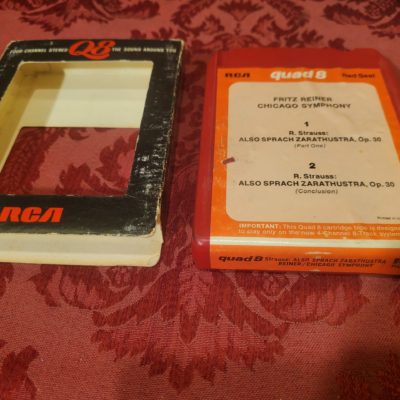 FOUR-CHANNEL STEREO Q8 THE SOUND AROUND YOU
RCA
RCA quad 8 Red Seal
FRITZ REINER
CHICAGO SYMPHONY
1
R. Strauss:
ALSO SPRACH ZARATHUSTRA, Op. 30
(Part One)
2
R. Strauss:
ALSO SPRACH ZARATHUSTRA, Op. 30
(Conclusion)
Printed in
IMPORTANT: This Quad 8 cartridge tape is designed
to play only on the new 4-Channel 8-Track system
quad 8 Strauss: ALSO SPRACH ZARATHUSTRA
REINER/CHICAGO SYMPHONY